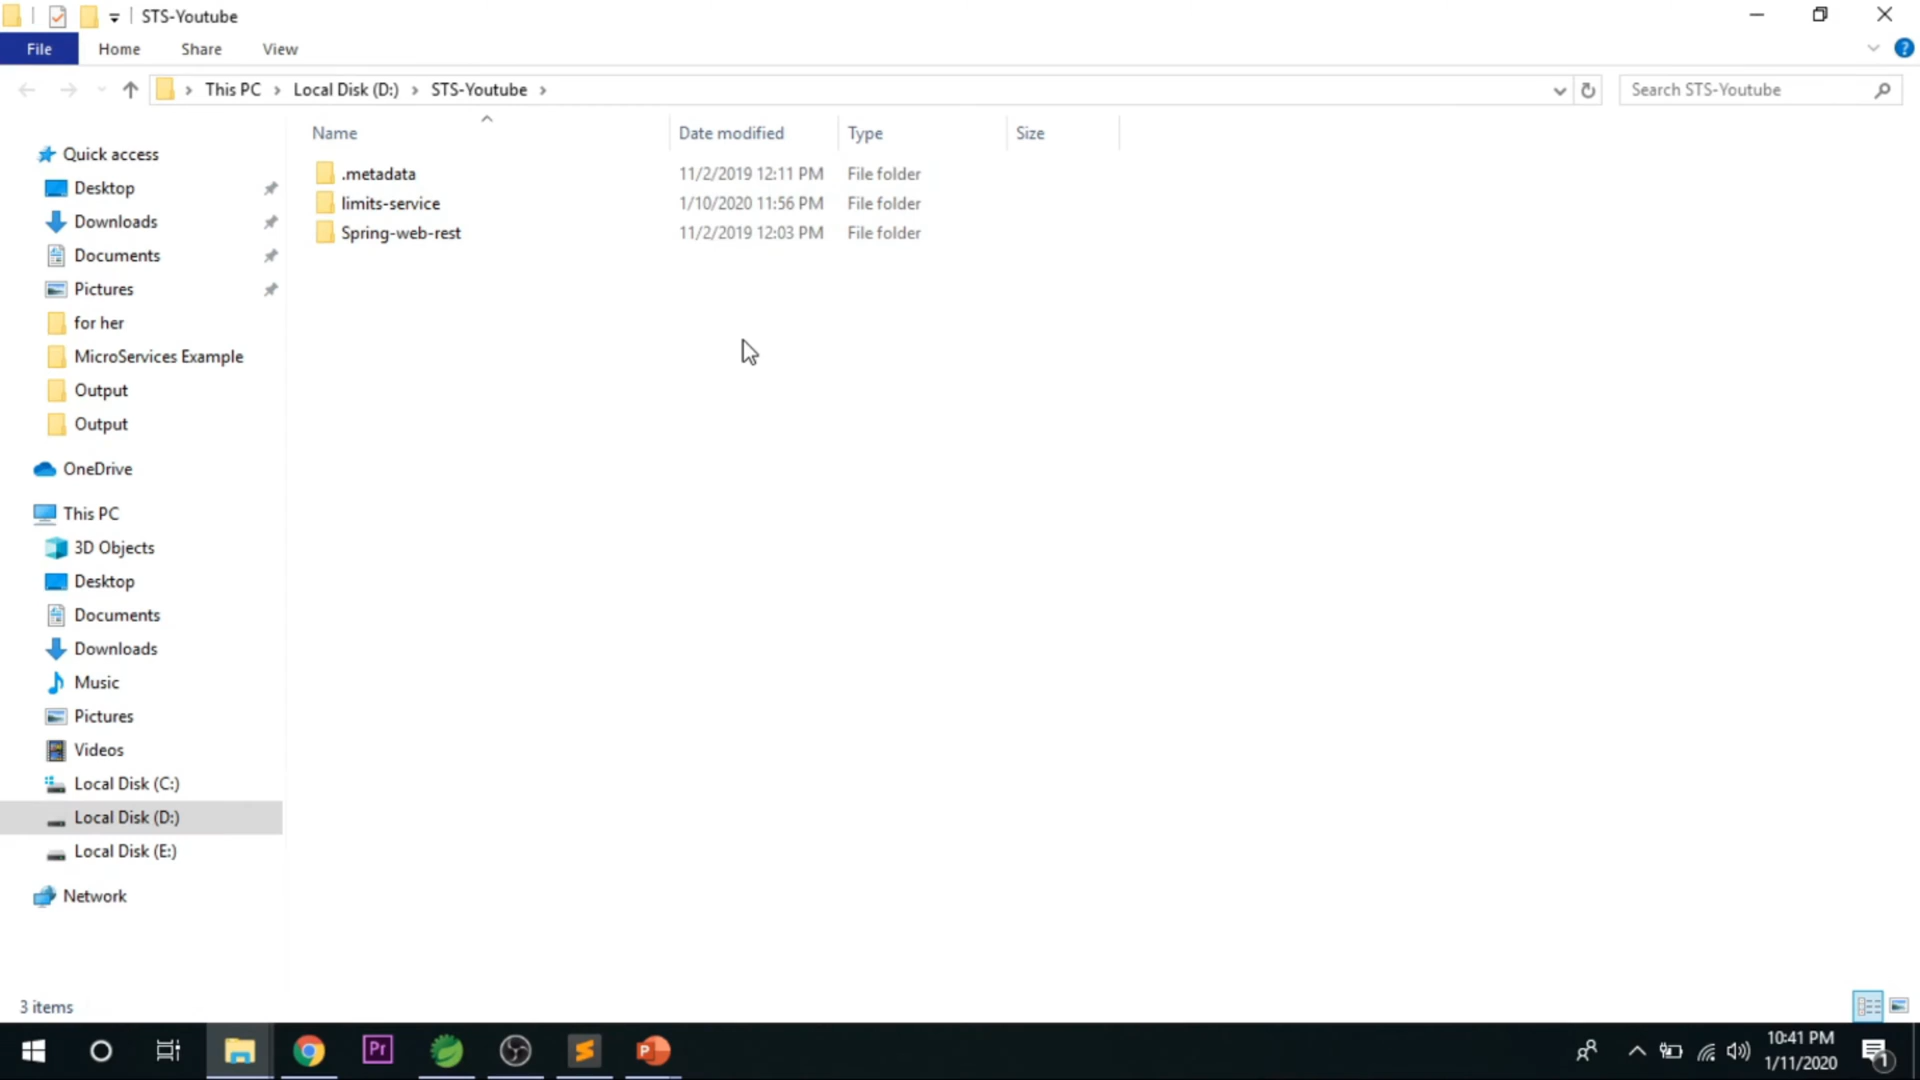 STS-Youtube
File Home Share View
This PC Local Disk (D:) STS-Youtube Search STS-Youtube
Name Date modified Type Size
.metadata 11/2/2019 12:11 PM File folder
limits-service 1/10/2020 11:56 PM File folder
Spring-web-rest 11/2/2019 12:03 PM File folder
Quick access
Desktop
Downloads
Documents
Pictures
for her
MicroServices Example
Output
Output
OneDrive
This PC
3D Objects
Desktop
Documents
Downloads
Music
Pictures
Videos
Local Disk (C:)
Local Disk (D:)
Local Disk (E:)
Network
3 items
Pr
10:41 PM
1/11/2020
1